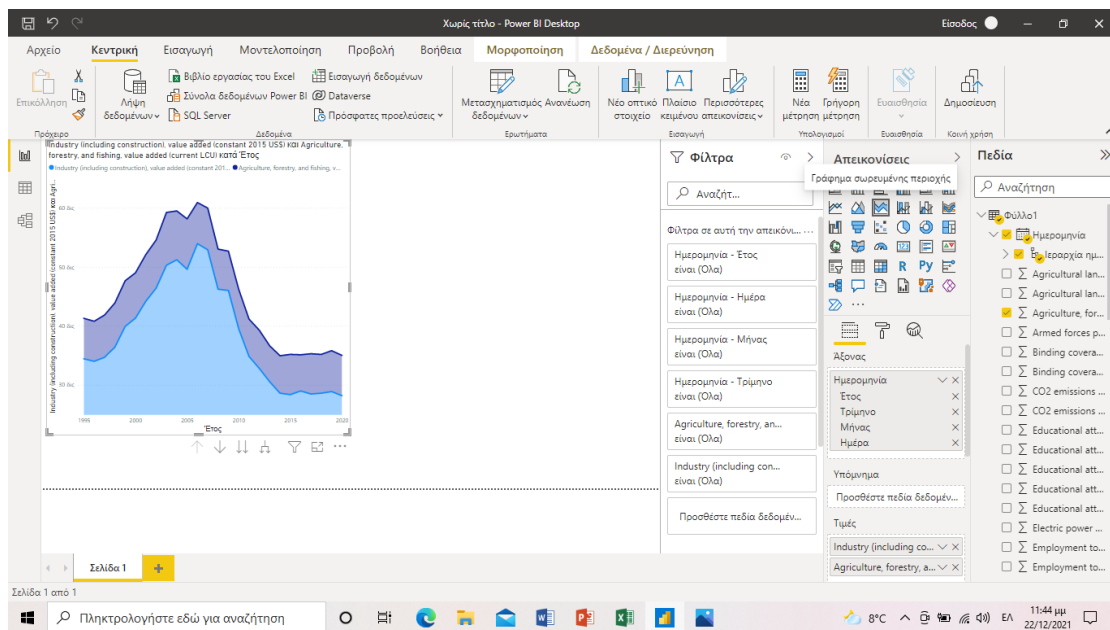 Χωρίς τίτλο - Power BI Desktop
Είσοδος
Αρχείο Κεντρική Εισαγωγή Μοντελοποίηση Προβολή Βοήθεια Μορφοποίηση Δεδομένα / Διερεύνηση
Επικόλληση
Πρόχειρο
Λήψη δεδομένων
Βιβλίο εργασίας του Excel
Σύνολα δεδομένων Power BI
SQL Server
Εισαγωγή δεδομένων
Dataverse
Πρόσφατες προελεύσεις
Δεδομένα
Μετασχηματισμός δεδομένων
Ανανέωση
Ερωτήματα
Νέο οπτικό στοιχείο
Πλαίσιο κειμένου
Περισσότερες απεικονίσεις
Εισαγωγή
Νέα μέτρηση
Γρήγορη μέτρηση
Υπολογισμοί
Ευαισθησία
Ευαισθησία
Δημοσίευση
Κοινή χρήση
Industry (including construction), value added (constant 2015 US$) και Agriculture,
forestry, and fishing, value added (current LCU) κατά Έτος
Industry (including construction), value added (constant 201... Agriculture, forestry, and fishing, v...
Industry (including construction), value added (constant 2015 US$) και Agri...
60 δις
50 δις
40 δις
30 δις
1995 2000 2005 2010 2015 2020
Έτος
Φίλτρα
Αναζήτ...
Φίλτρα σε αυτή την απεικόνι... ...
Ημερομηνία - Έτος
είναι (Όλα)
Ημερομηνία - Ημέρα
είναι (Όλα)
Ημερομηνία - Μήνας
είναι (Όλα)
Ημερομηνία - Τρίμηνο
είναι (Όλα)
Agriculture, forestry, an...
είναι (Όλα)
Industry (including con...
είναι (Όλα)
Προσθέστε πεδία δεδομέν...
Απεικονίσεις
Γράφημα σωρευμένης περιοχής
123
R Py
...
Άξονας
Ημερομηνία
Έτος
Τρίμηνο
Μήνας
Ημέρα
Υπόμνημα
Προσθέστε πεδία δεδομέν...
Τιμές
Industry (including co...
Agriculture, forestry, a...
Πεδία
Αναζήτηση
Φύλλο1
Ημερομηνία
Ιεραρχία ημ...
Agricultural lan...
Agricultural lan...
Agriculture, for...
Armed forces p...
Binding covera...
Binding covera...
CO2 emissions ...
CO2 emissions ...
Educational att...
Educational att...
Educational att...
Educational att...
Educational att...
Electric power ...
Employment to...
Employment to...
Σελίδα 1
Σελίδα 1 από 1
Πληκτρολογήστε εδώ για αναζήτηση
8°C
ΕΛ
11:44 μμ
22/12/2021